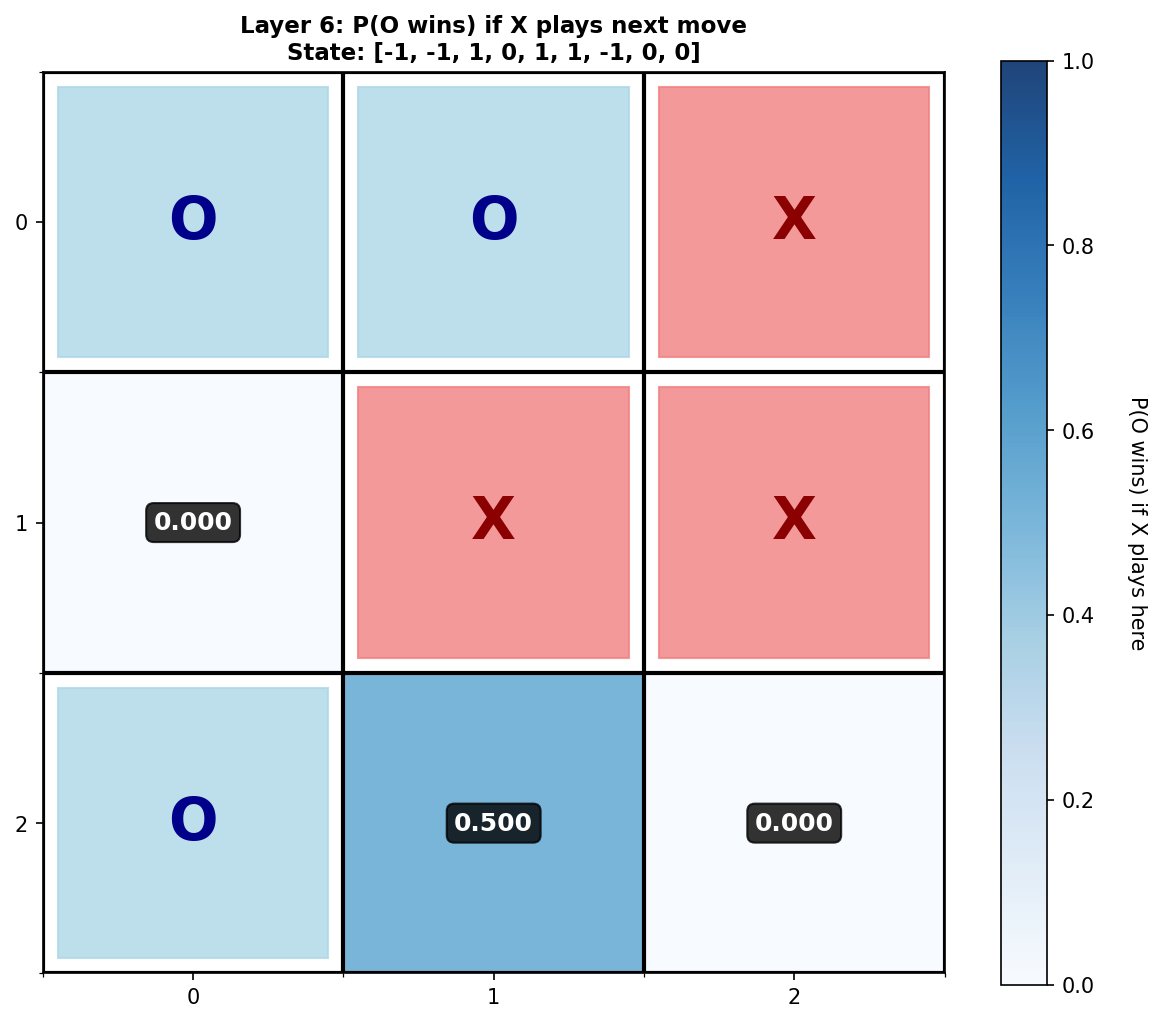 Layer 6: P(O wins) if X plays next move
State: [-1, -1, 1, 0, 1, 1, -1, 0, 0]
0
O
O
X
1
0.000
X
X
2
O
0.500
0.000
0
1
2
1.0
0.8
0.6
0.4
0.2
0.0
P(O wins) if X plays here